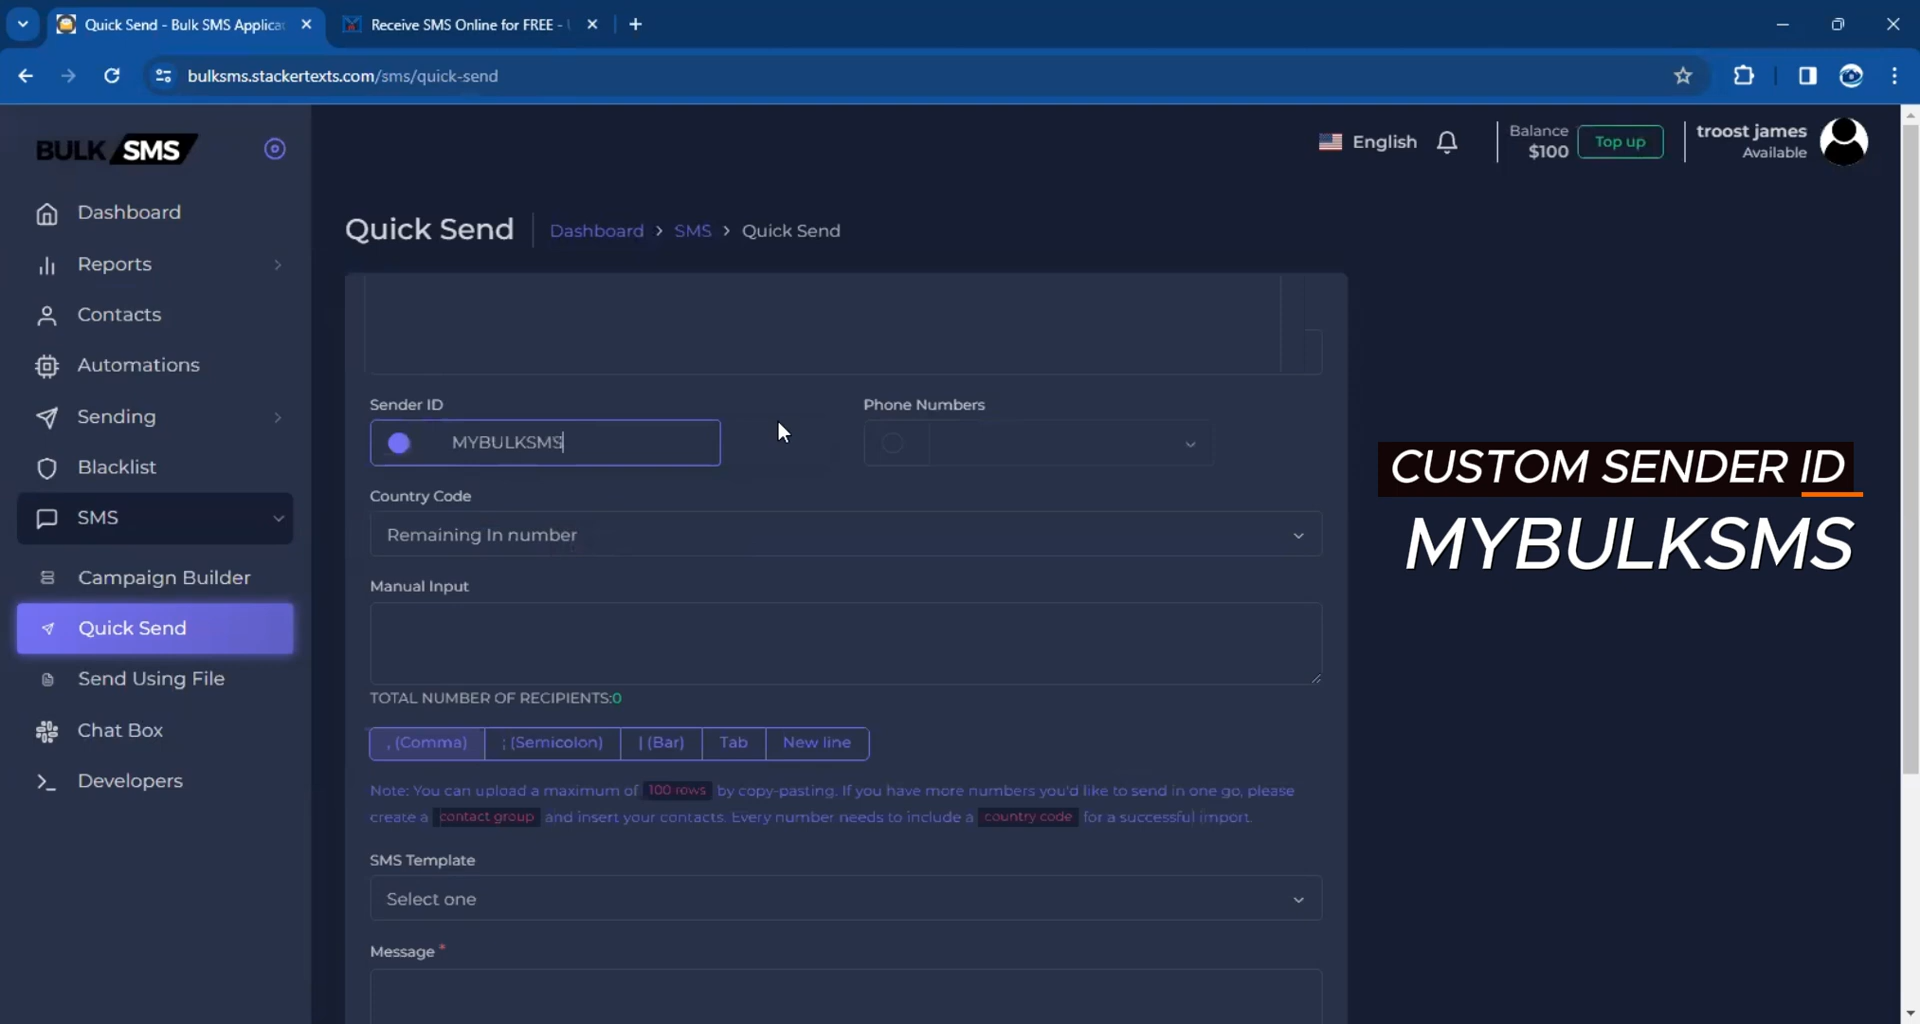 Quick Send - Bulk SMS Applica
Receive SMS Online for FREE -
bulksms.stackertexts.com/sms/quick-send
BULK SMS
English
Balance
$100
Top up
troost james
Available
Dashboard
Reports
Contacts
Automations
Sending
Blacklist
SMS
Campaign Builder
Quick Send
Send Using File
Chat Box
Developers
Quick Send
Dashboard > SMS > Quick Send
Sender ID
Phone Numbers
MYBULKSMS
Country Code
Remaining In number
Manual Input
TOTAL NUMBER OF RECIPIENTS:0
, (Comma) ; (Semicolon) | (Bar) Tab New line
Note: You can upload a maximum of 100 rows by copy-pasting. If you have more numbers you'd like to send in one go, please
create a contact group and insert your contacts. Every number needs to include a country code for a successful import.
SMS Template
Select one
Message *
CUSTOM SENDER ID
MYBULKSMS